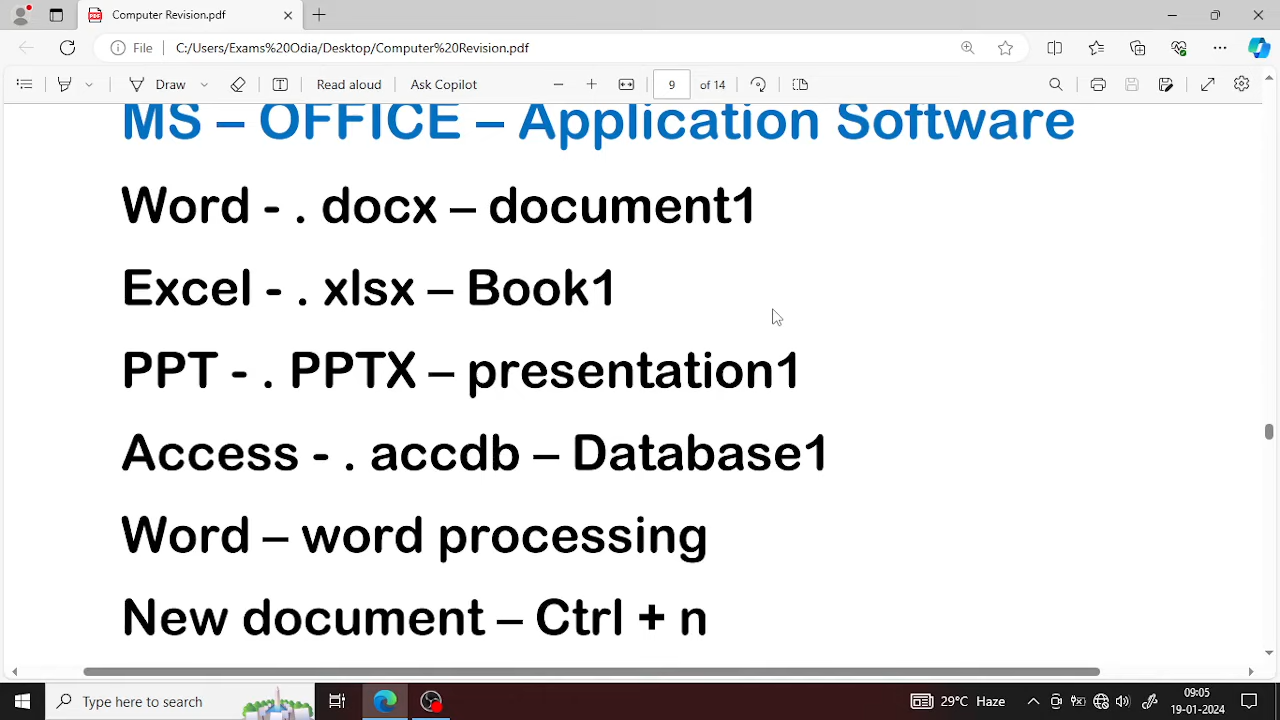 Computer Revision.pdf
File C:/Users/Exams%20Odia/Desktop/Computer%20Revision.pdf
Draw Read aloud Ask Copilot 9 of 14
MS – OFFICE – Application Software
Word - . docx – document1
Excel - . xlsx – Book1
PPT - . PPTX – presentation1
Access - . accdb – Database1
Word – word processing
New document – Ctrl + n
Type here to search 29°C Haze 09:05
19-01-2024